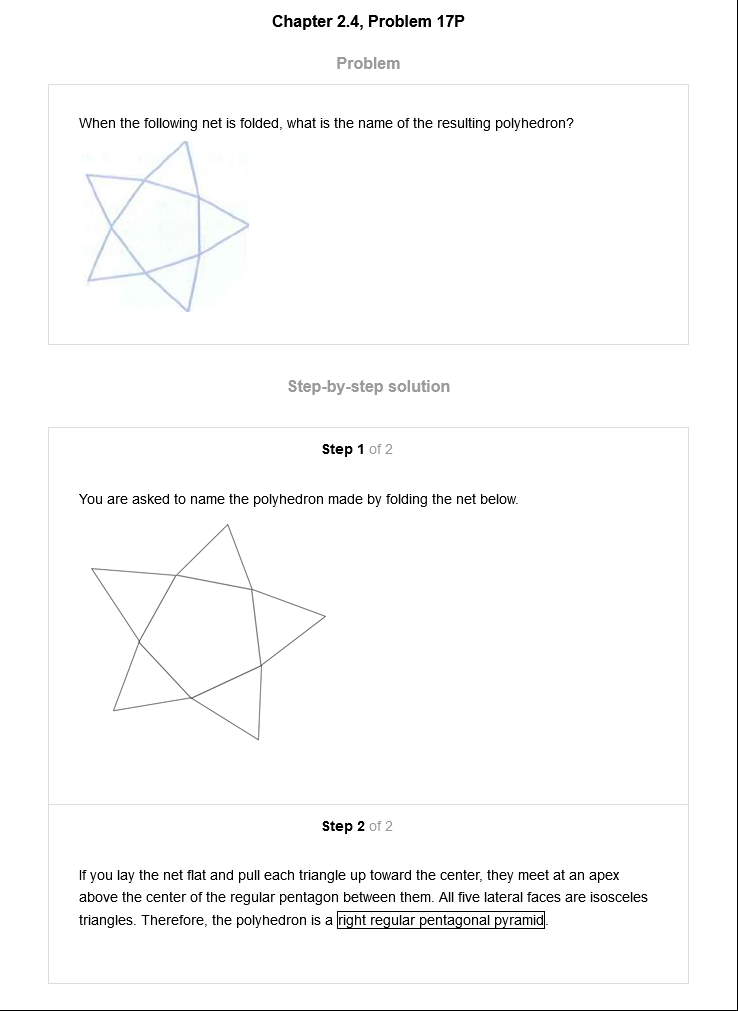 Chapter 2.4, Problem 17P
Problem
When the following net is folded, what is the name of the resulting polyhedron?
Step-by-step solution
Step 1 of 2
You are asked to name the polyhedron made by folding the net below.
Step 2 of 2
If you lay the net flat and pull each triangle up toward the center, they meet at an apex
above the center of the regular pentagon between them. All five lateral faces are isosceles
triangles. Therefore, the polyhedron is a right regular pentagonal pyramid.